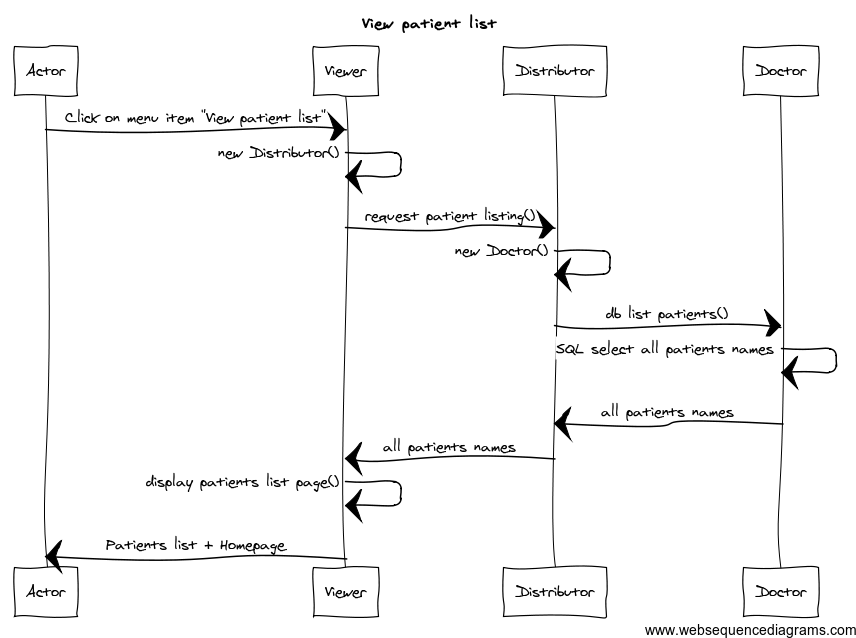 View patient list
Actor
Viewer
Distributor
Doctor
Click on menu item "View patient list"
new Distributor()
request patient listing()
new Doctor()
db list patients()
SQL select all patients names
all patients names
all patients names
display patients list page()
Patients list + Homepage
Actor
Viewer
Distributor
Doctor
www.websequencediagrams.com